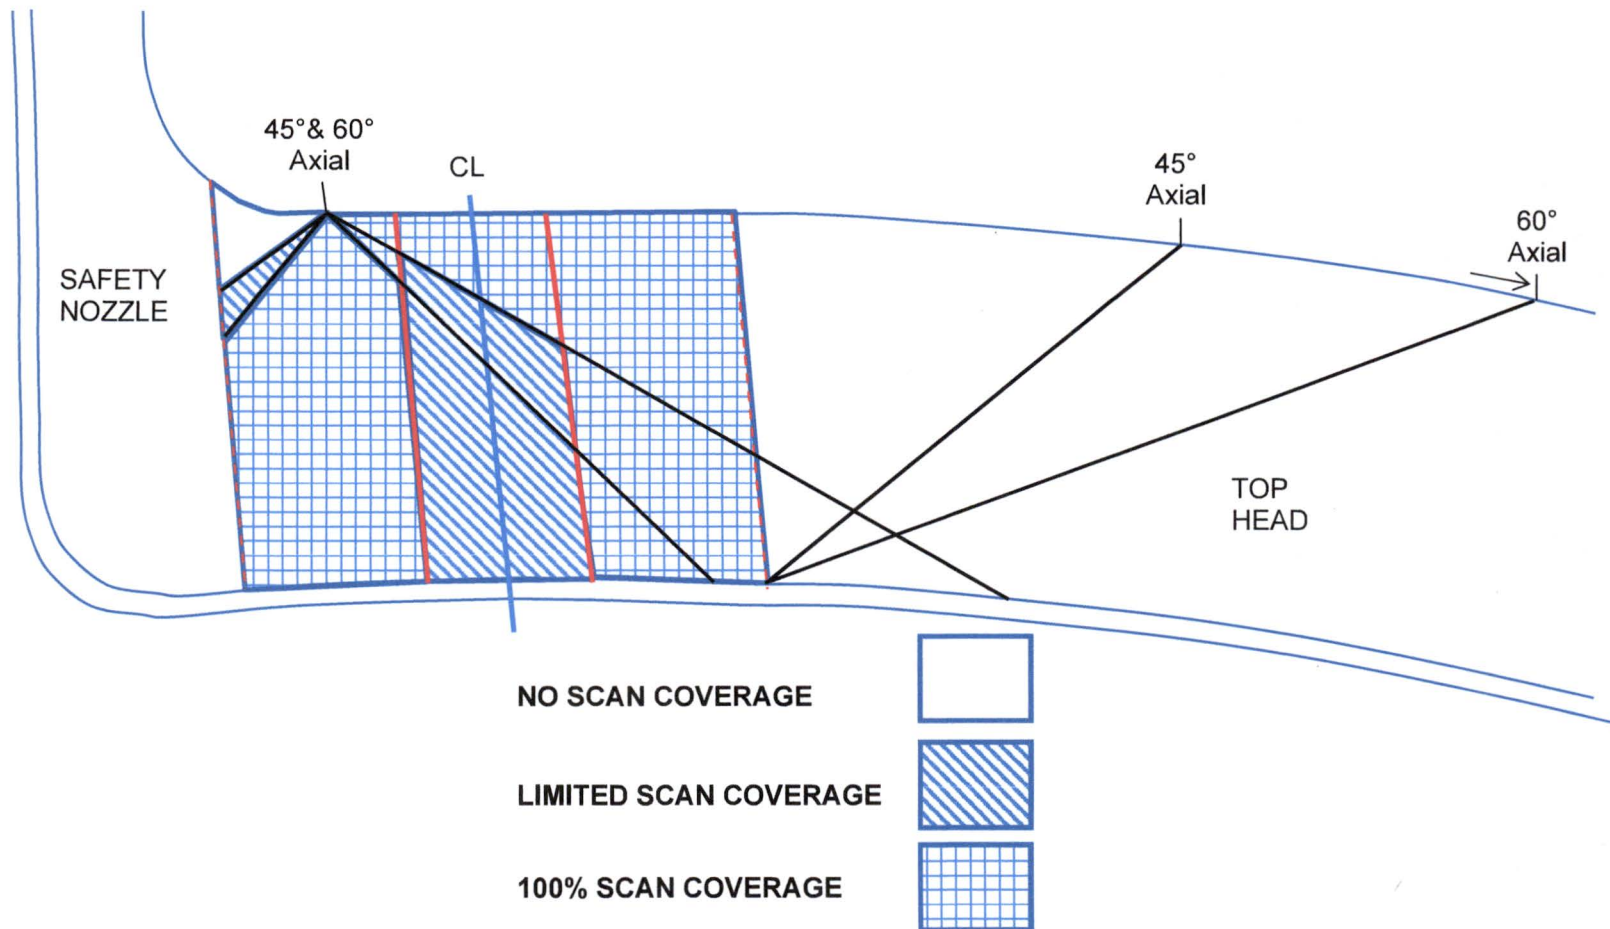 45°& 60°
Axial
CL
45°
Axial
60°
Axial
SAFETY
NOZZLE
TOP
HEAD
NO SCAN COVERAGE
LIMITED SCAN COVERAGE
100% SCAN COVERAGE